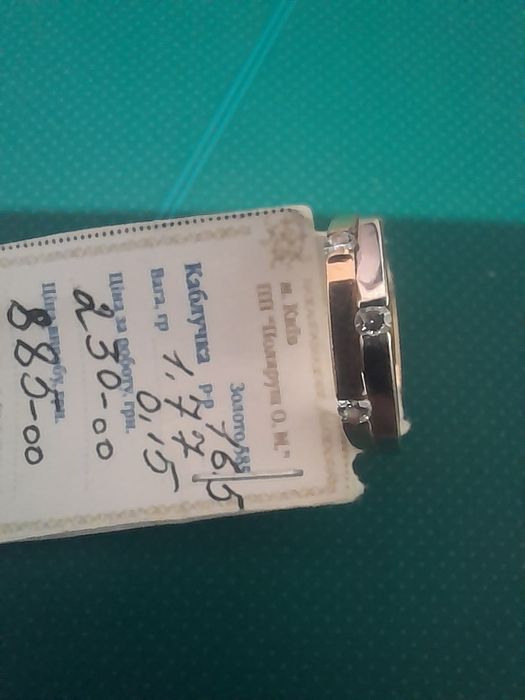 м. Київ
ПП "Полярус О. М."
Золото 585
Каблучка р-р 16,5
Вага, гр 1,77
0,15
Ціна за роботу, грн.
230-00
885-00